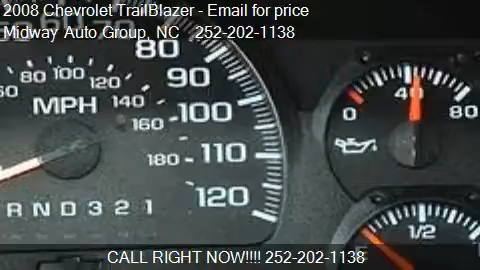 2008 Chevrolet TrailBlazer - Email for price
Midway Auto Group, NC 252-202-1138
80
80 100 120
90
MPH 140
100
160
180 110
120
R N D 3 2 1
0 40 80
1/2
CALL RIGHT NOW!!!! 252-202-1138